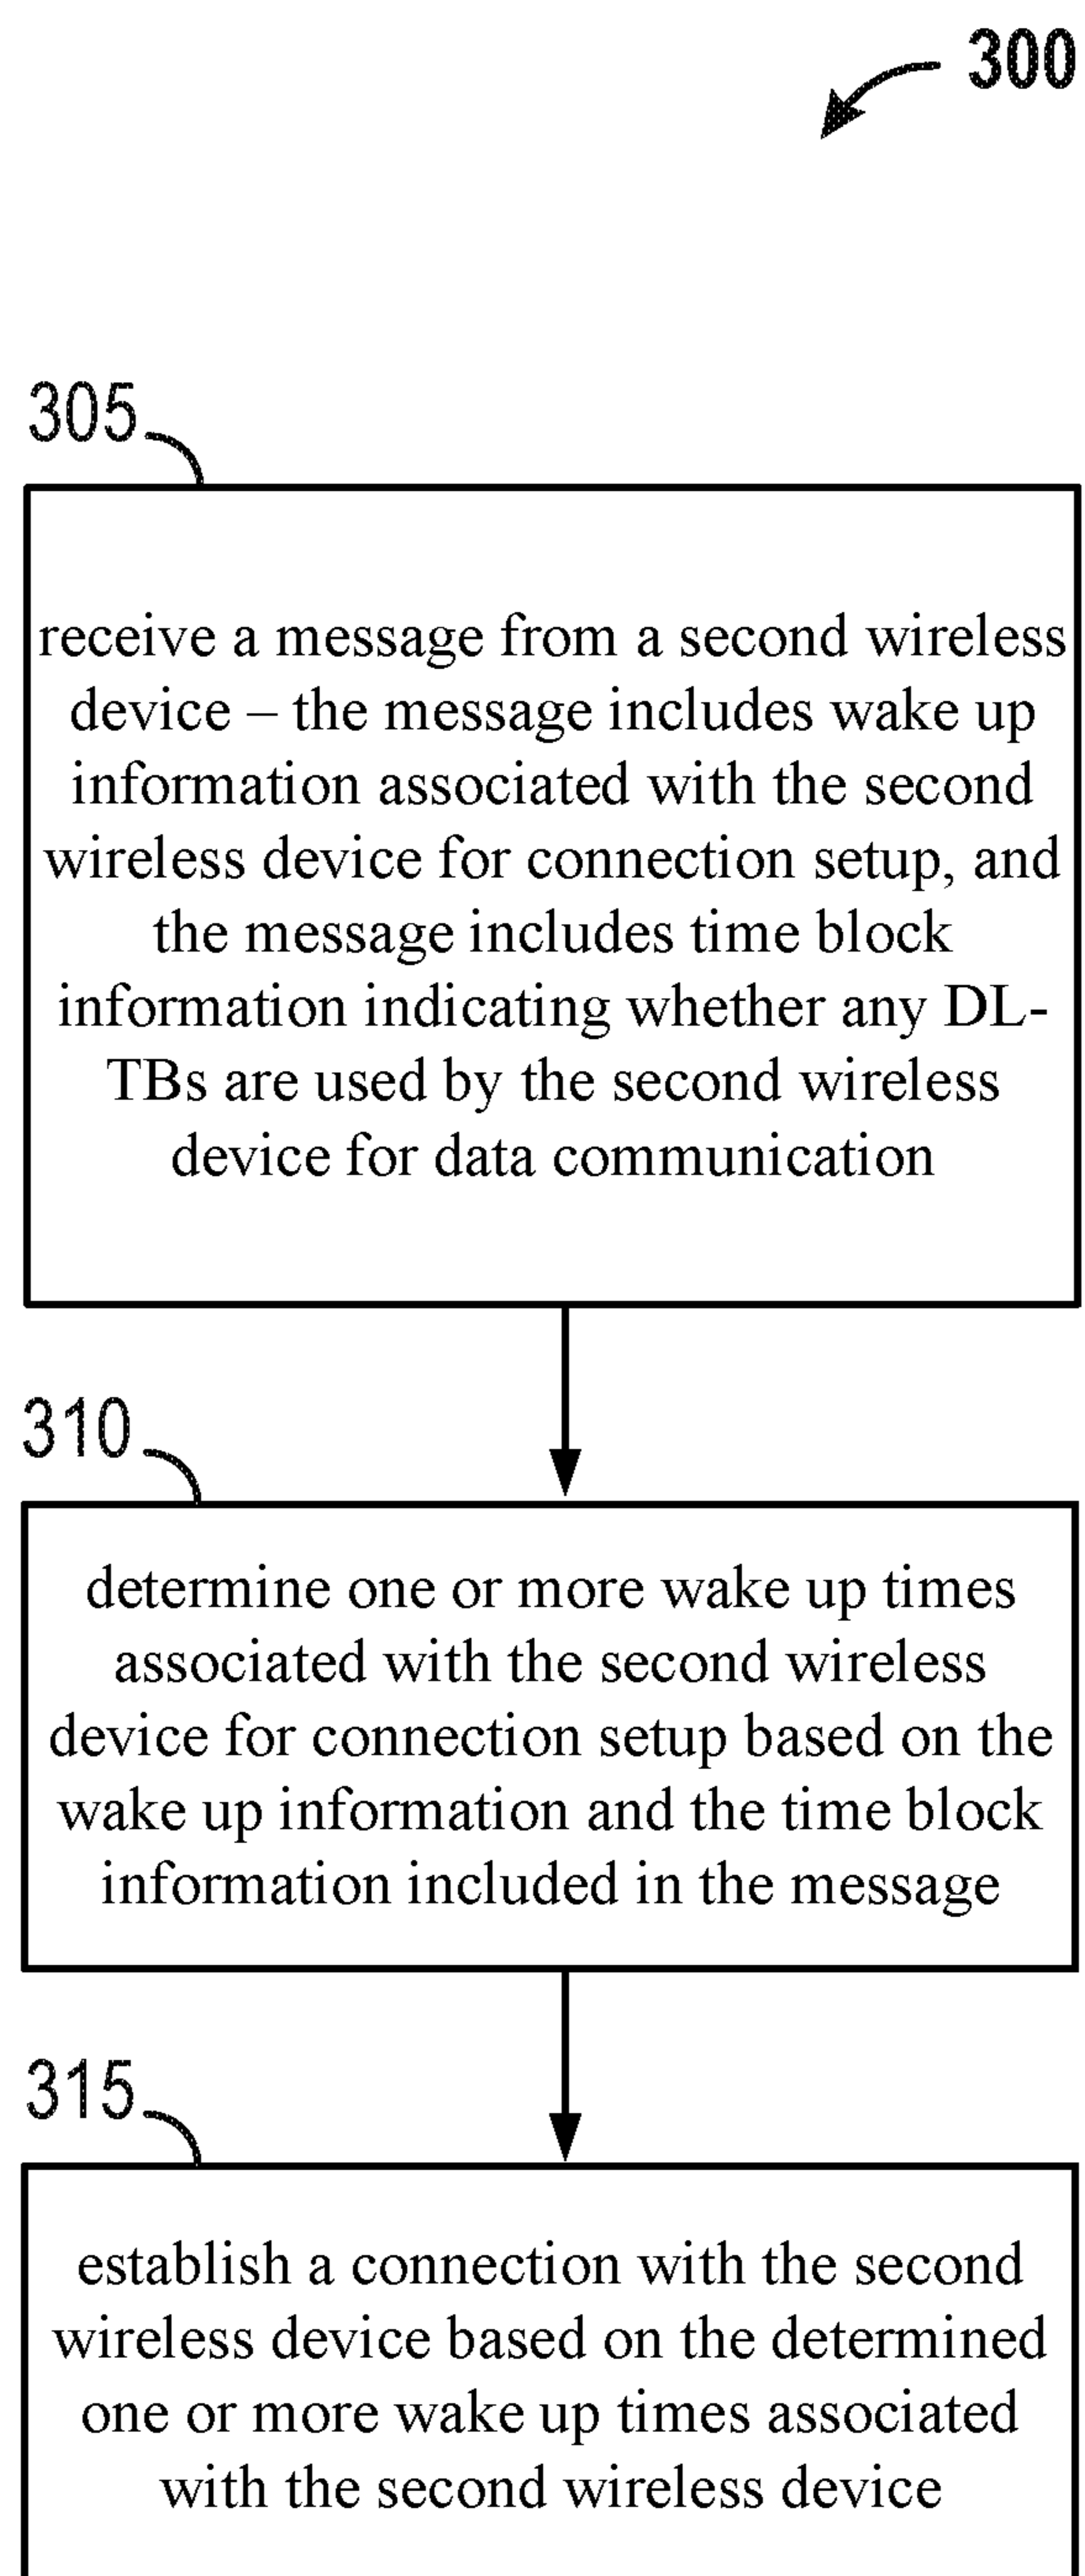 300
305
receive a message from a second wireless
device – the message includes wake up
information associated with the second
wireless device for connection setup, and
the message includes time block
information indicating whether any DL-
TBs are used by the second wireless
device for data communication
310
determine one or more wake up times
associated with the second wireless
device for connection setup based on the
wake up information and the time block
information included in the message
315
establish a connection with the second
wireless device based on the determined
one or more wake up times associated
with the second wireless device